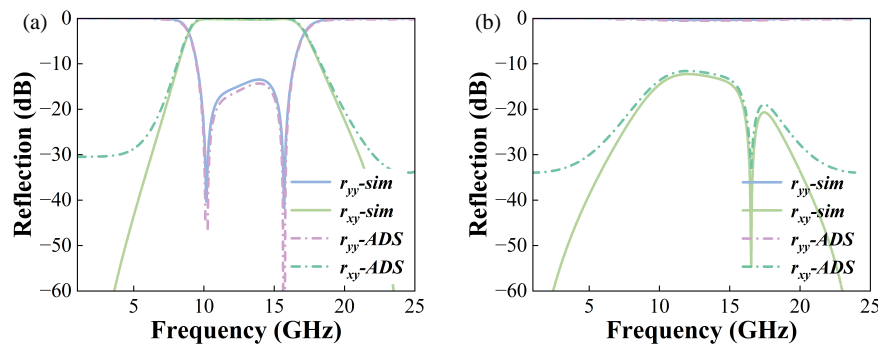 (a)
0
−10
−20
−30
−40
−50
−60
Reflection (dB)
r_yy-sim
r_xy-sim
r_yy-ADS
r_xy-ADS
5 10 15 20 25
Frequency (GHz)
(b)
0
−10
−20
−30
−40
−50
−60
Reflection (dB)
r_yy-sim
r_xy-sim
r_yy-ADS
r_xy-ADS
5 10 15 20 25
Frequency (GHz)